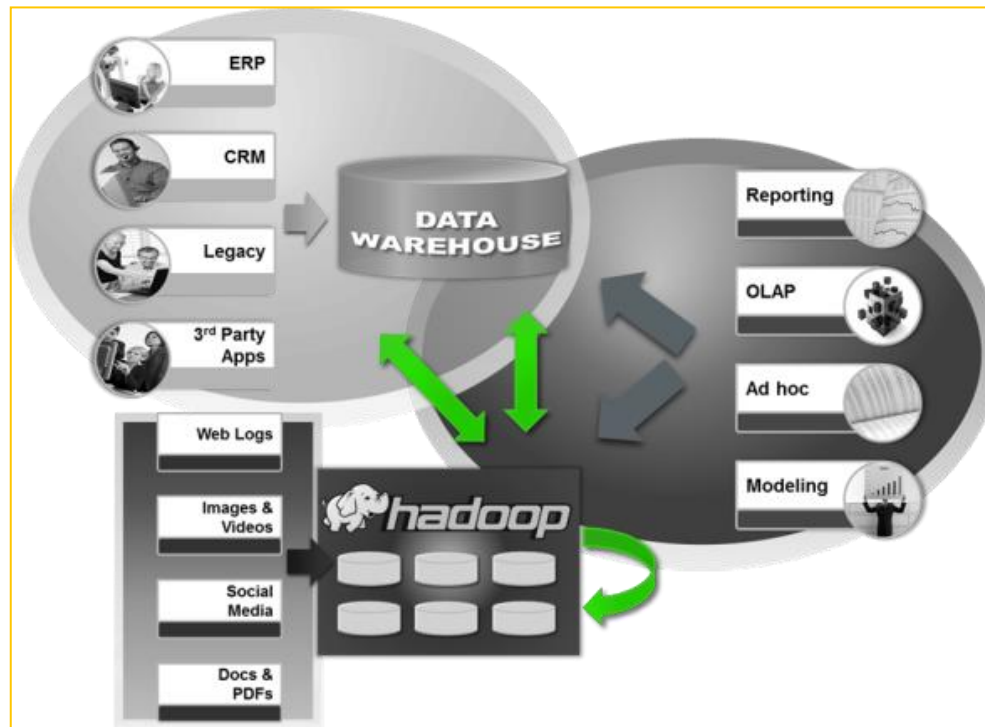 ERP
CRM
Legacy
3rd Party
Apps
DATA
WAREHOUSE
Reporting
OLAP
Ad hoc
Modeling
Web Logs
Images &
Videos
Social
Media
Docs &
PDFs
hadoop